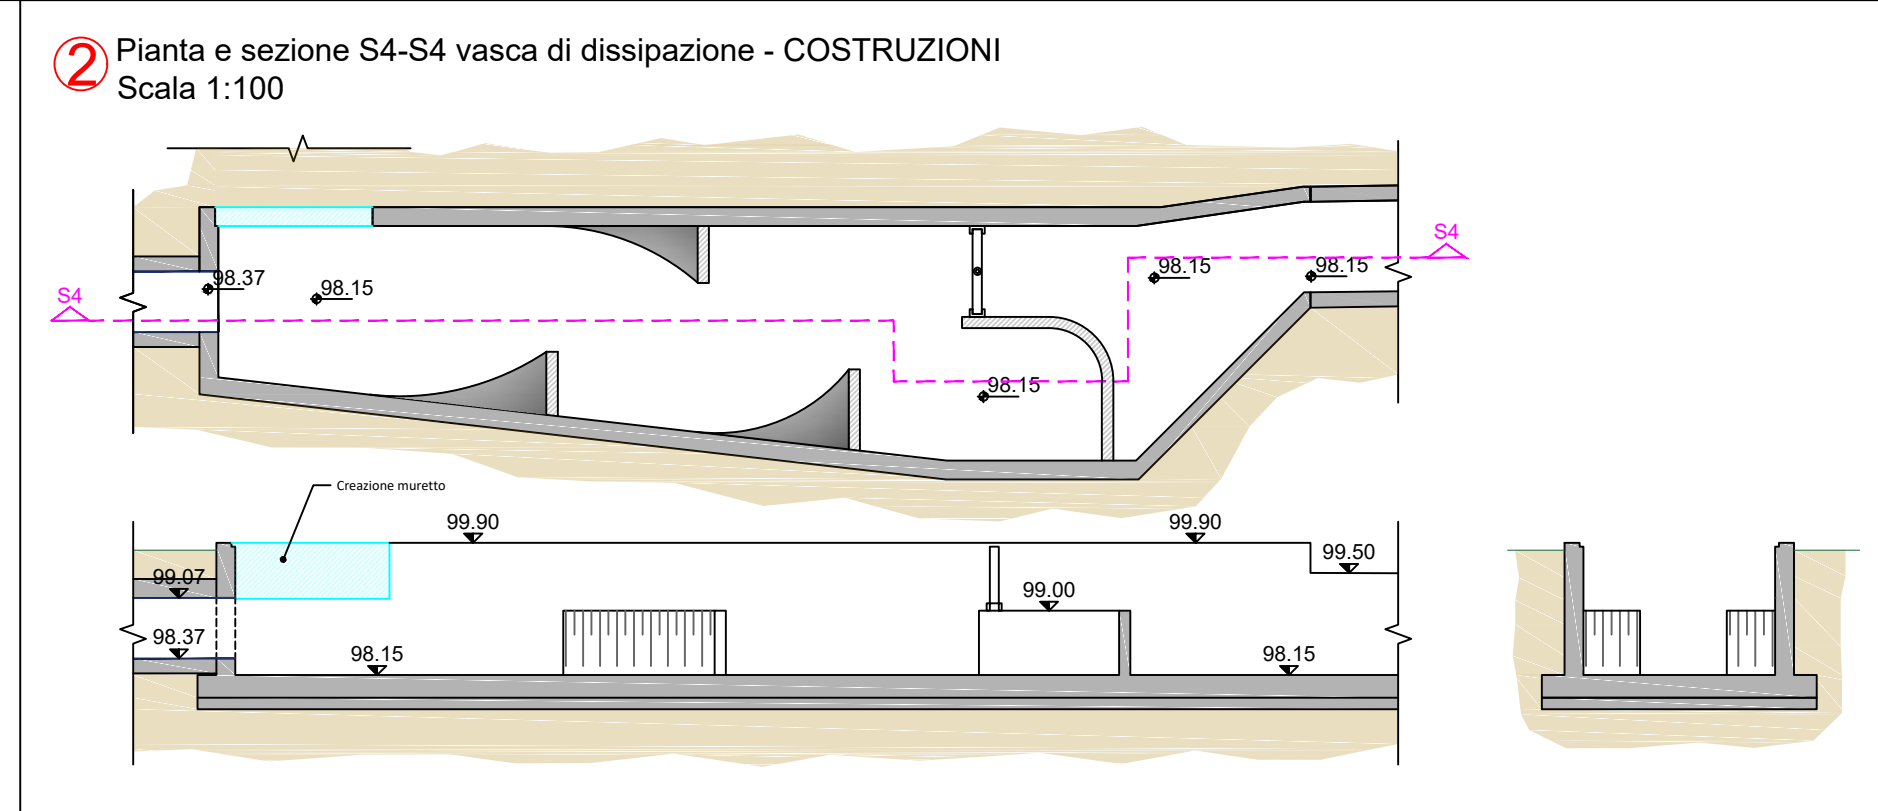 2 Pianta e sezione S4-S4 vasca di dissipazione - COSTRUZIONI
Scala 1:100
S4
98.37
98.15
98.15
98.15
S4
98.15
Creazione muretto
99.90
99.90
99.50
99.07
99.00
98.37
98.15
98.15